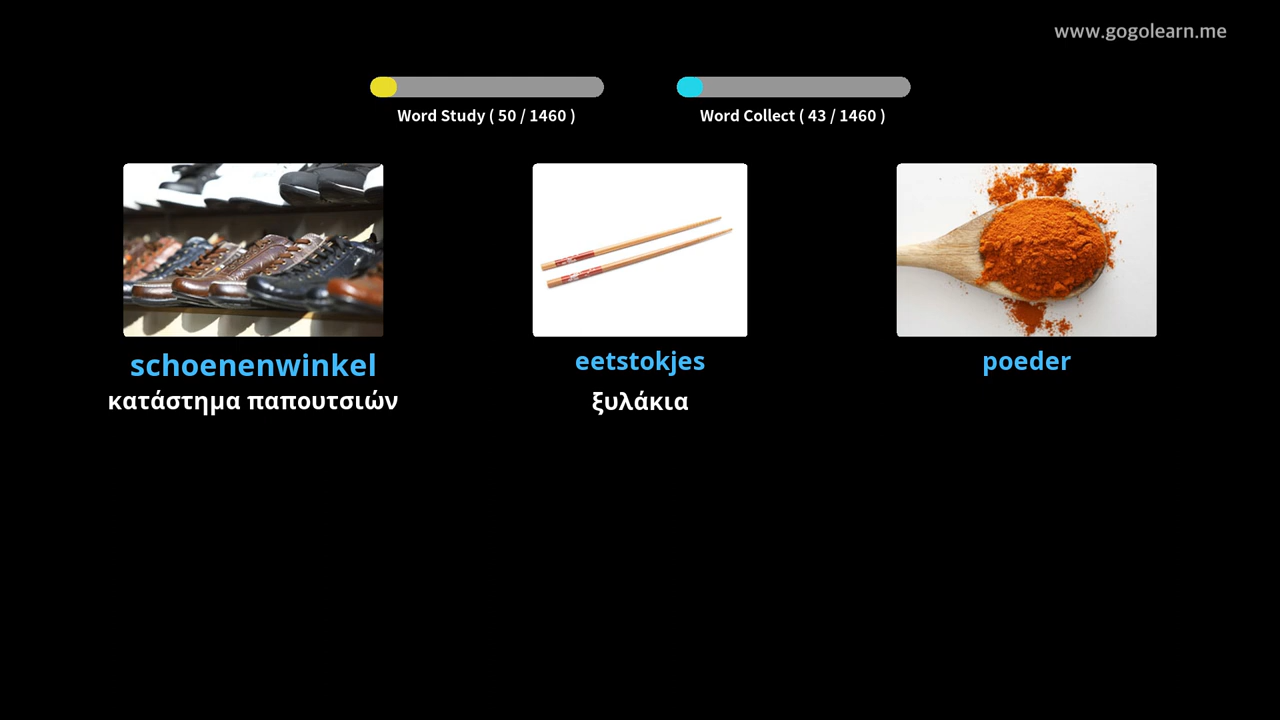 www.gogolearn.me
Word Study ( 50 / 1460 )
Word Collect ( 43 / 1460 )
schoenenwinkel
κατάστημα παπουτσιών
eetstokjes
ξυλάκια
poeder